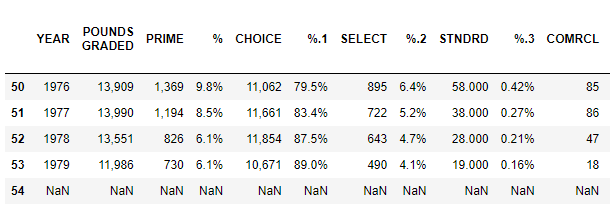 YEAR POUNDS GRADED PRIME % CHOICE %.1 SELECT %.2 STNDRD %.3 COMRCL
50 1976 13,909 1,369 9.8% 11,062 79.5% 895 6.4% 58.000 0.42% 85
51 1977 13,990 1,194 8.5% 11,661 83.4% 722 5.2% 38.000 0.27% 86
52 1978 13,551 826 6.1% 11,854 87.5% 643 4.7% 28.000 0.21% 47
53 1979 11,986 730 6.1% 10,671 89.0% 490 4.1% 19.000 0.16% 18
54 NaN NaN NaN NaN NaN NaN NaN NaN NaN NaN NaN